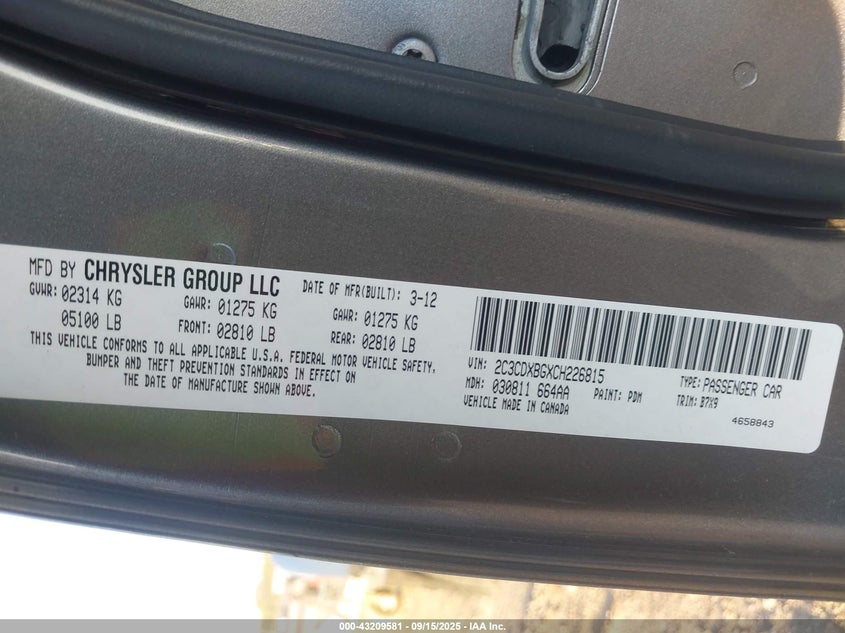 MFD BY CHRYSLER GROUP LLC DATE OF MFR(BUILT): 3-12
GVWR: 02314 KG GAWR: 01275 KG GAWR: 01275 KG
05100 LB FRONT: 02810 LB REAR: 02810 LB
THIS VEHICLE CONFORMS TO ALL APPLICABLE U.S.A. FEDERAL MOTOR VEHICLE SAFETY,
BUMPER AND THEFT PREVENTION STANDARDS IN EFFECT ON
THE DATE OF MANUFACTURE SHOWN ABOVE.
VIN: 2C3CDXBGXCH226815 TYPE: PASSENGER CAR
MDH: 030811 664AA PAINT: PDM TRIM: B7X9
VEHICLE MADE IN CANADA 4658843
000-43209581 - 09/15/2025 - IAA Inc.